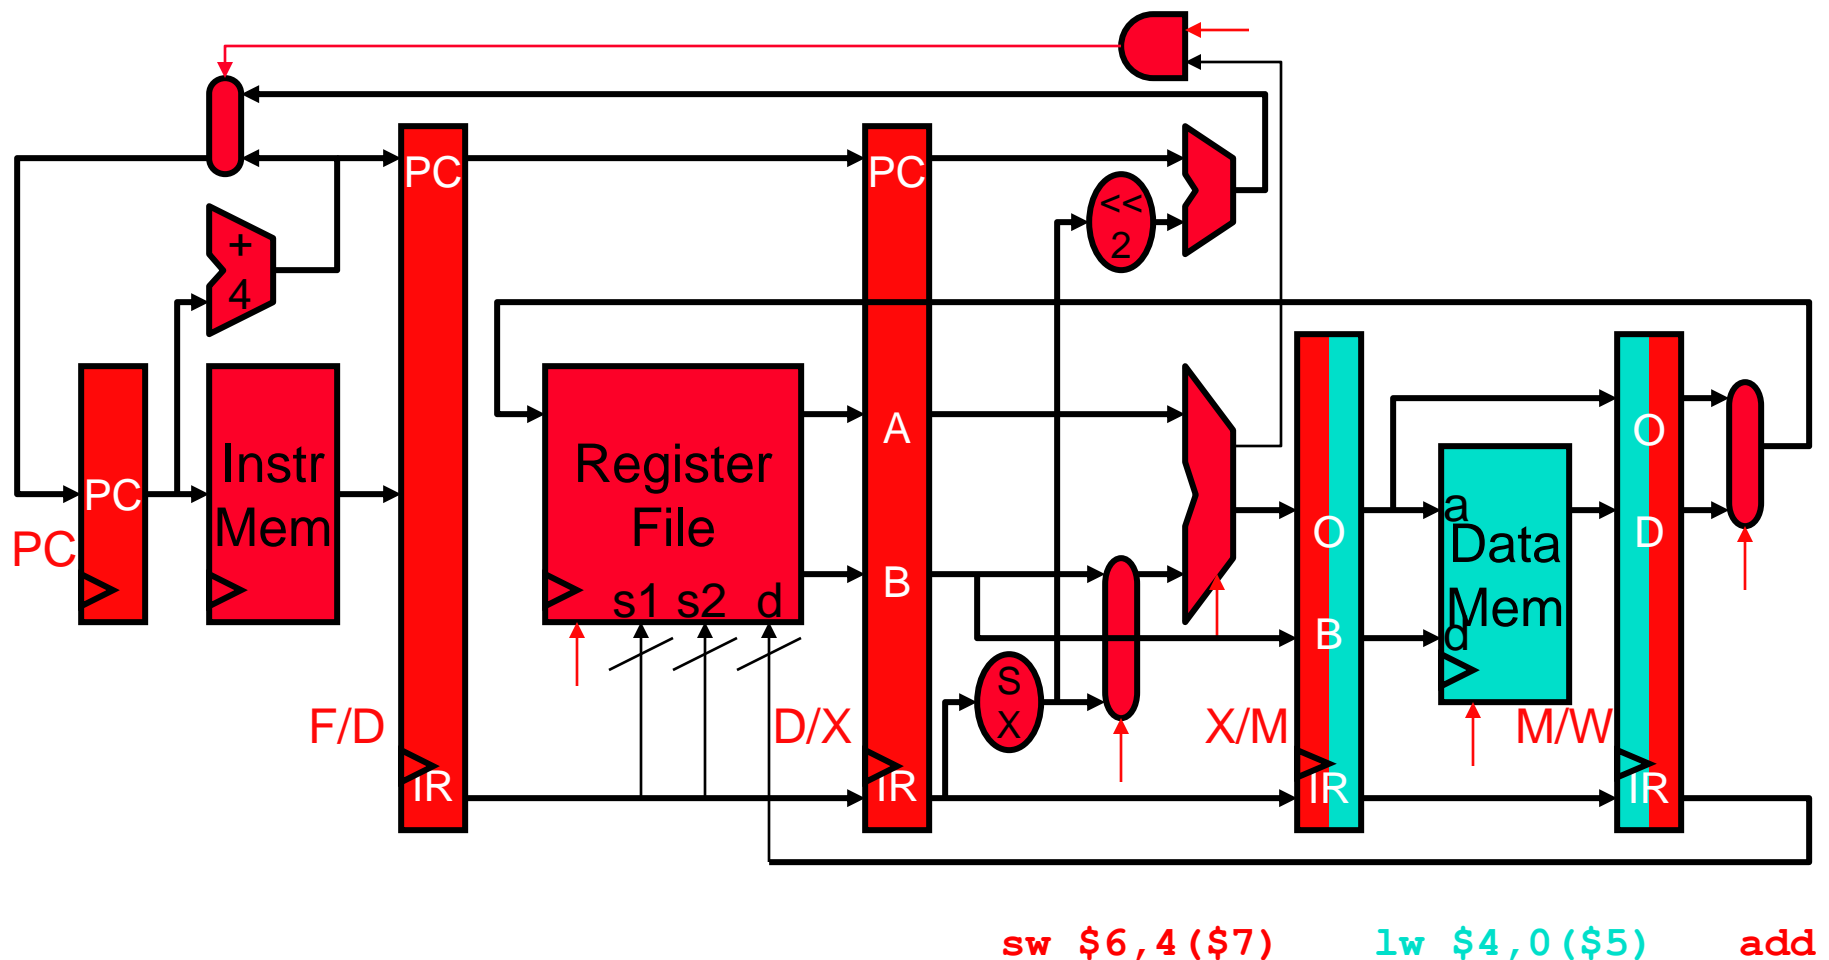 PC
PC
<<
2
+
4
Instr
Mem
Register
File
A
O
PC
PC
s1
s2
d
B
O
B
a
Data
Mem
d
D
S
X
F/D
D/X
X/M
M/W
IR
IR
IR
IR
sw $6,4($7)
lw $4,0($5)
add